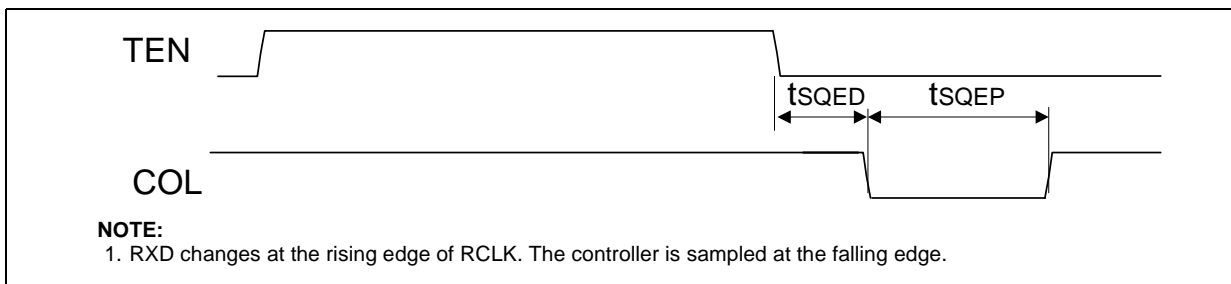 TEN
tSQED tSQEP
COL
NOTE:
1. RXD changes at the rising edge of RCLK. The controller is sampled at the falling edge.